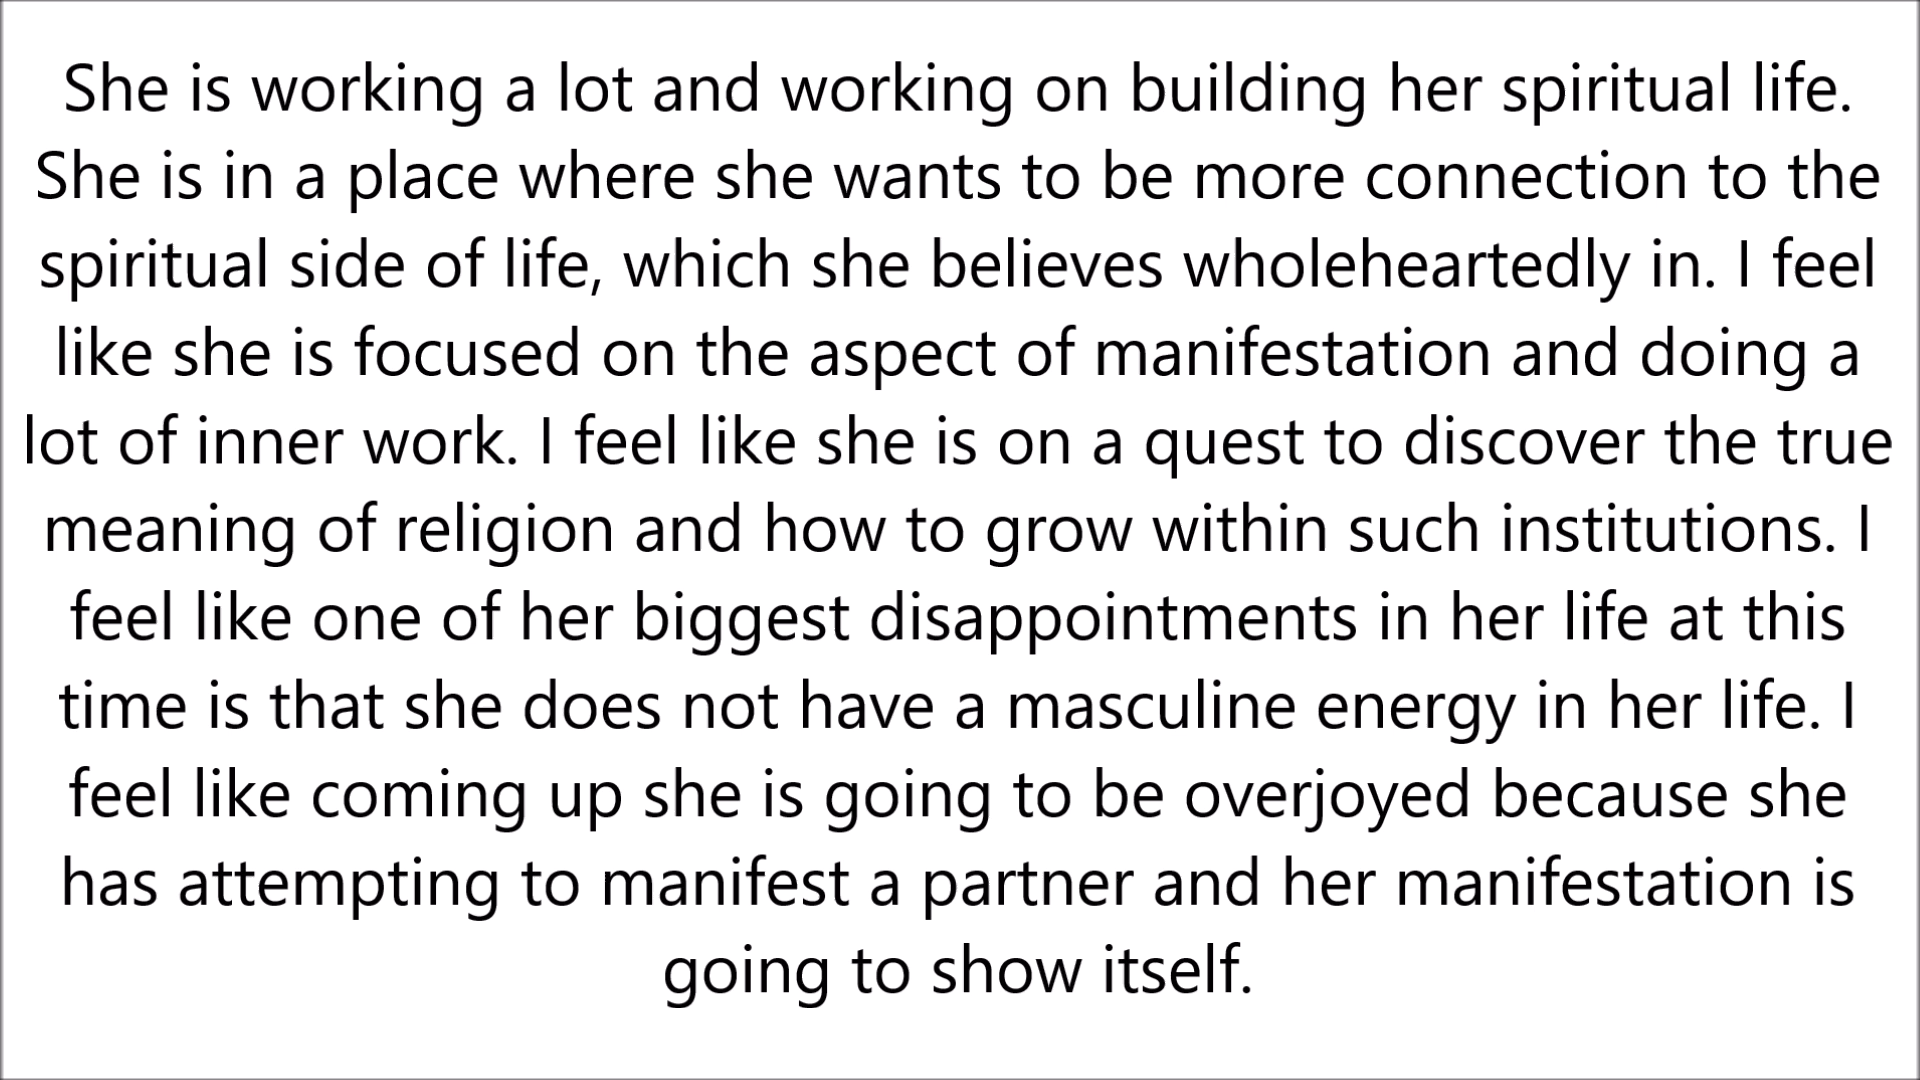 She is working a lot and working on building her spiritual life.
She is in a place where she wants to be more connection to the
spiritual side of life, which she believes wholeheartedly in. I feel
like she is focused on the aspect of manifestation and doing a
lot of inner work. I feel like she is on a quest to discover the true
meaning of religion and how to grow within such institutions. I
feel like one of her biggest disappointments in her life at this
time is that she does not have a masculine energy in her life. I
feel like coming up she is going to be overjoyed because she
has attempting to manifest a partner and her manifestation is
going to show itself.